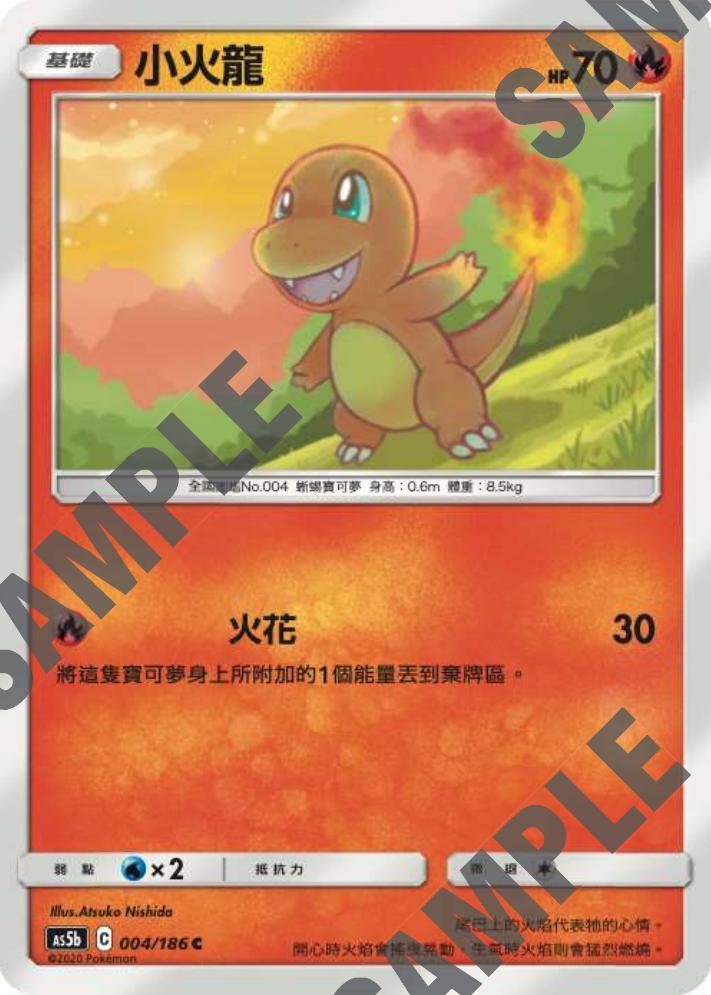 基礎 小火龍 HP70
全國圖鑑No.004 蜥蜴寶可夢 身高：0.6m 體重：8.5kg
火花 30
將這隻寶可夢身上所附加的1個能量丟到棄牌區。
弱點 ×2 抵抗力 撤退
Illus.Atsuko Nishida
尾巴上的火焰代表牠的心情。
AS5b C 004/186 C
開心時火焰會搖曳晃動，生氣時火焰則會猛烈燃燒。
©2020 Pokémon
SAMPLE
SAMPLE
SAM